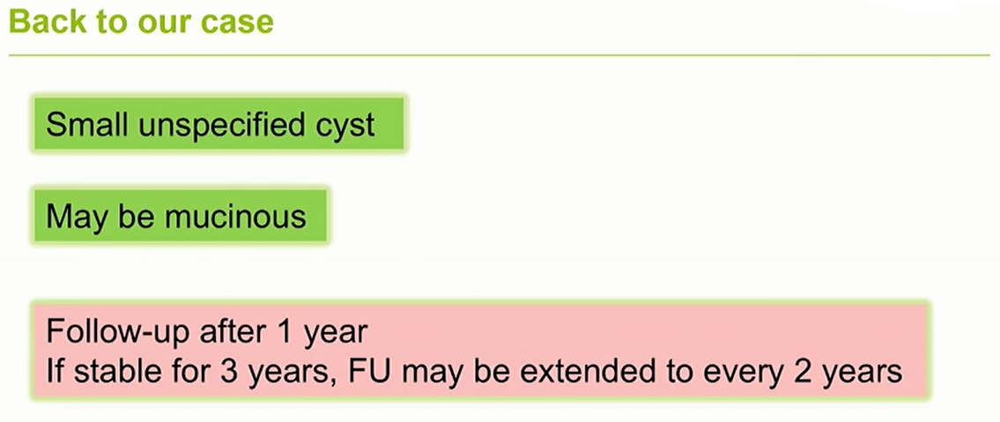 Back to our case
Small unspecified cyst
May be mucinous
Follow-up after 1 year
If stable for 3 years, FU may be extended to every 2 years